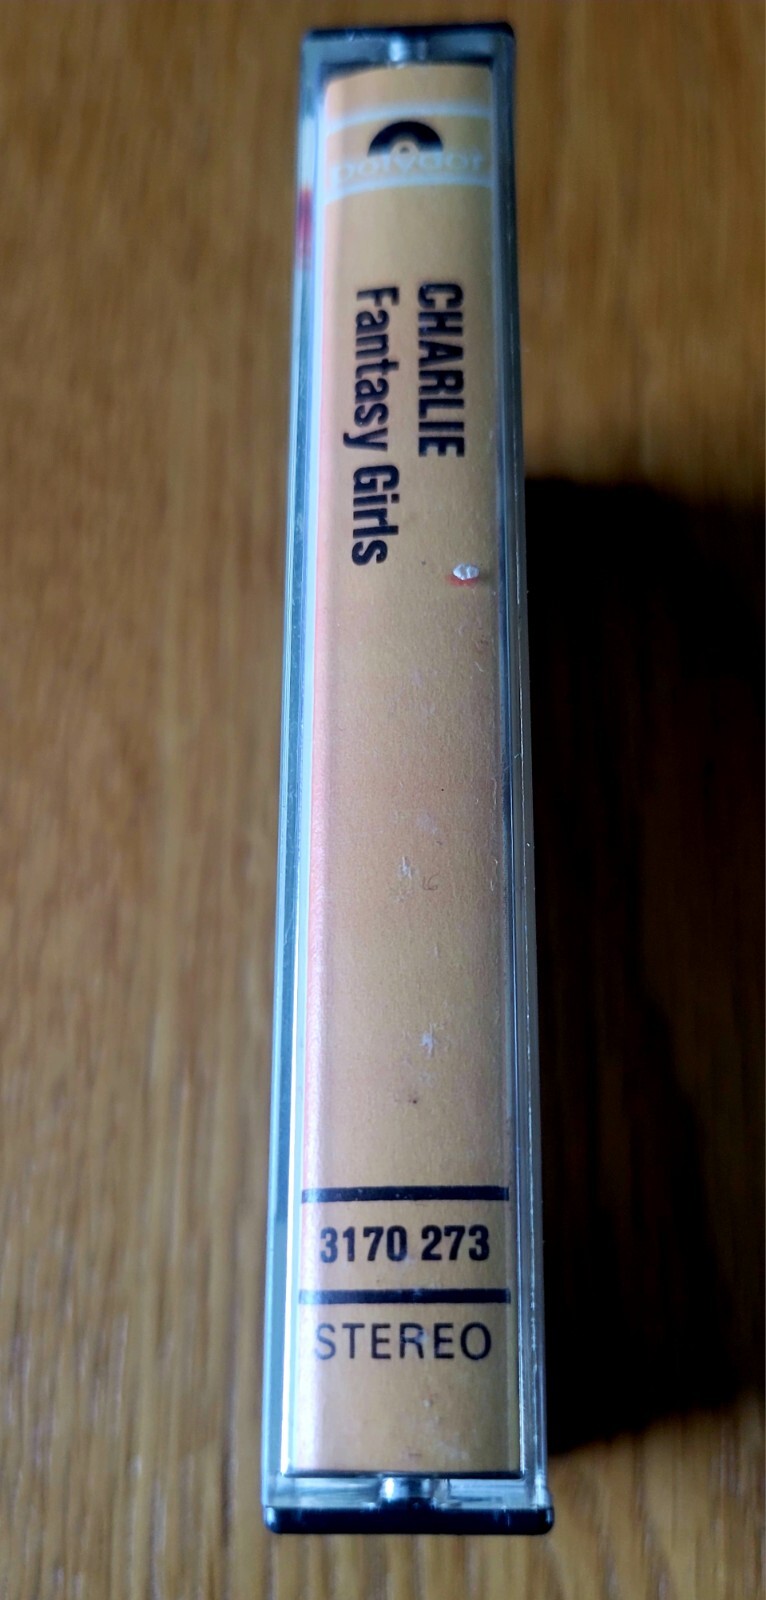 polydor
CHARLIE
Fantasy Girls
3170 273
STEREO